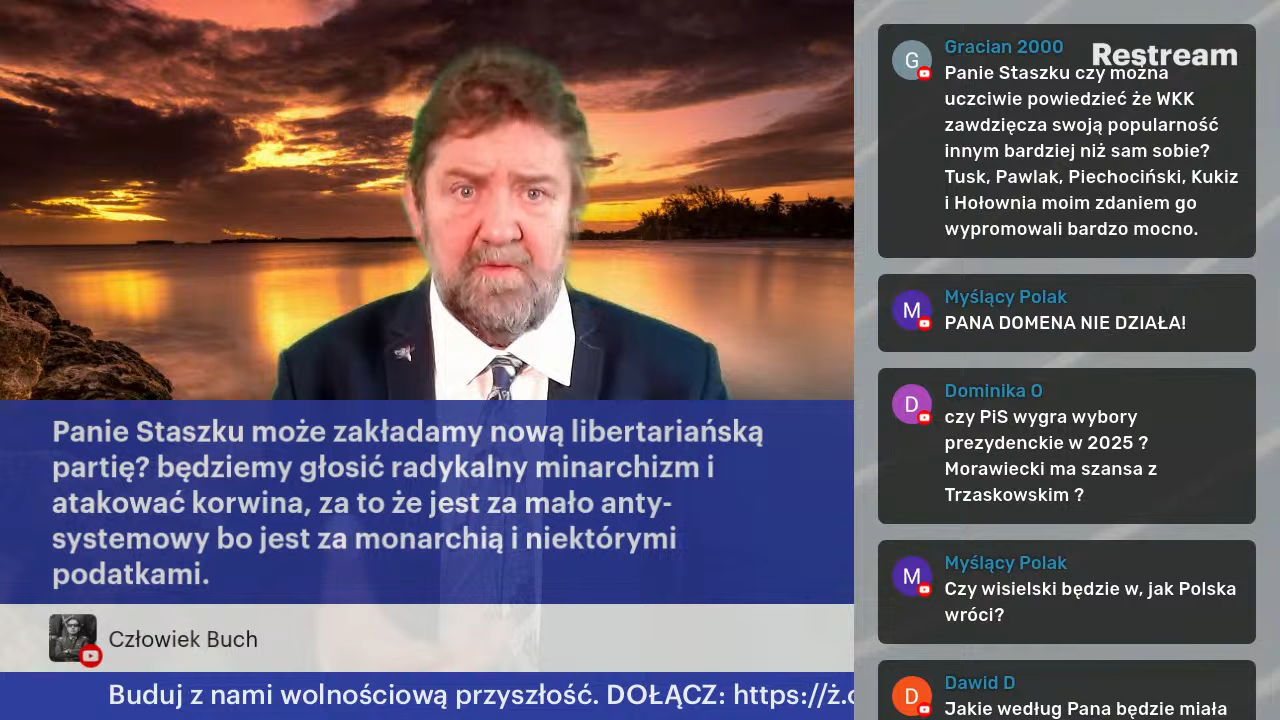 Panie Staszku może zakładamy nową libertariańską
partię? będziemy głosić radykalny minarchizm i
atakować korwina, za to że jest za mało anty-
systemowy bo jest za monarchią i niektórymi
podatkami.
Człowiek Buch
Buduj z nami wolnościową przyszłość. DOŁĄCZ: https://ż.c
Restream
G
Gracian 2000
Panie Staszku czy można
uczciwie powiedzieć że WKK
zawdzięcza swoją popularność
innym bardziej niż sam sobie?
Tusk, Pawlak, Piechociński, Kukiz
i Hołownia moim zdaniem go
wypromowali bardzo mocno.
M
Myślący Polak
PANA DOMENA NIE DZIAŁA!
D
Dominika O
czy PiS wygra wybory
prezydenckie w 2025 ?
Morawiecki ma szansa z
Trzaskowskim ?
M
Myślący Polak
Czy wisielski będzie w, jak Polska
wróci?
D
Dawid D
Jakie według Pana będzie miała